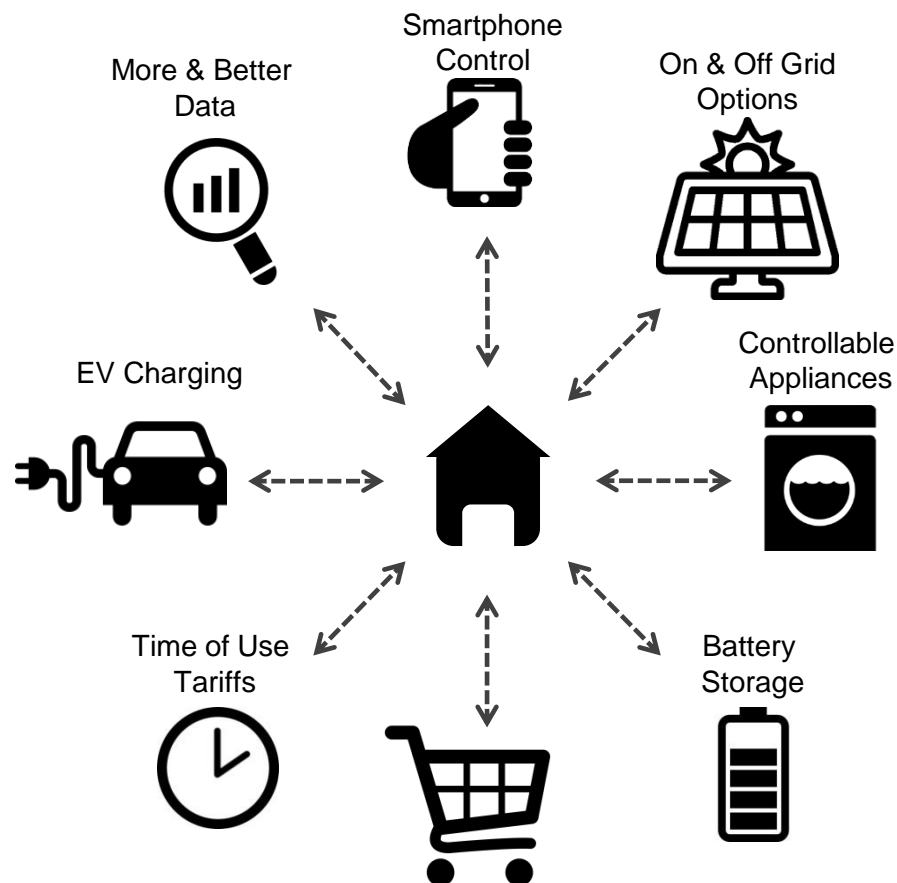 Smartphone
Control
More & Better
Data
On & Off Grid
Options
EV Charging
Controllable
Appliances
Time of Use
Tariffs
Battery
Storage